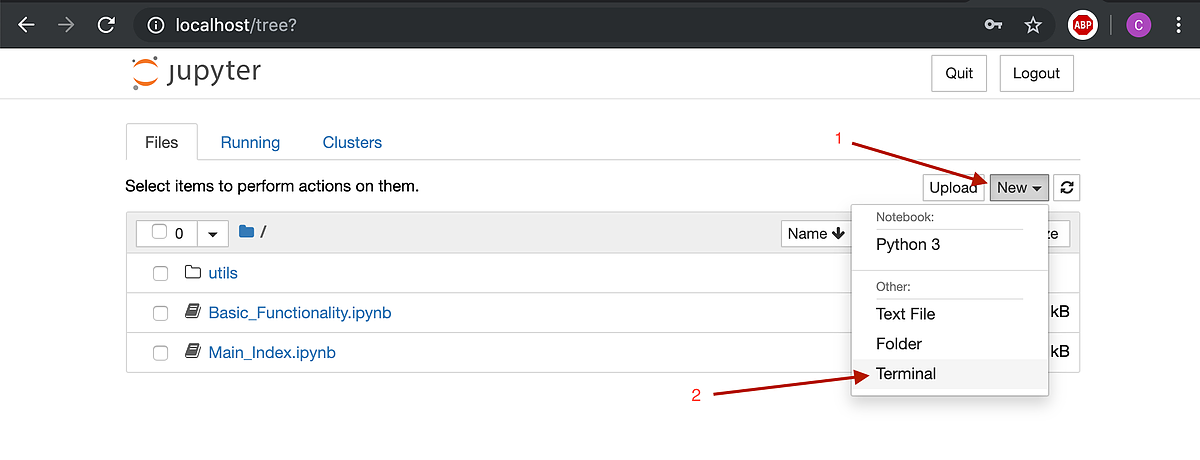 localhost/tree?
ABP
C
jupyter
Quit
Logout
Files
Running
Clusters
1
Select items to perform actions on them.
Upload
New
0
/
Name
ze
Notebook:
Python 3
utils
Other:
Basic_Functionality.ipynb
Text File
kB
Folder
Main_Index.ipynb
kB
Terminal
2